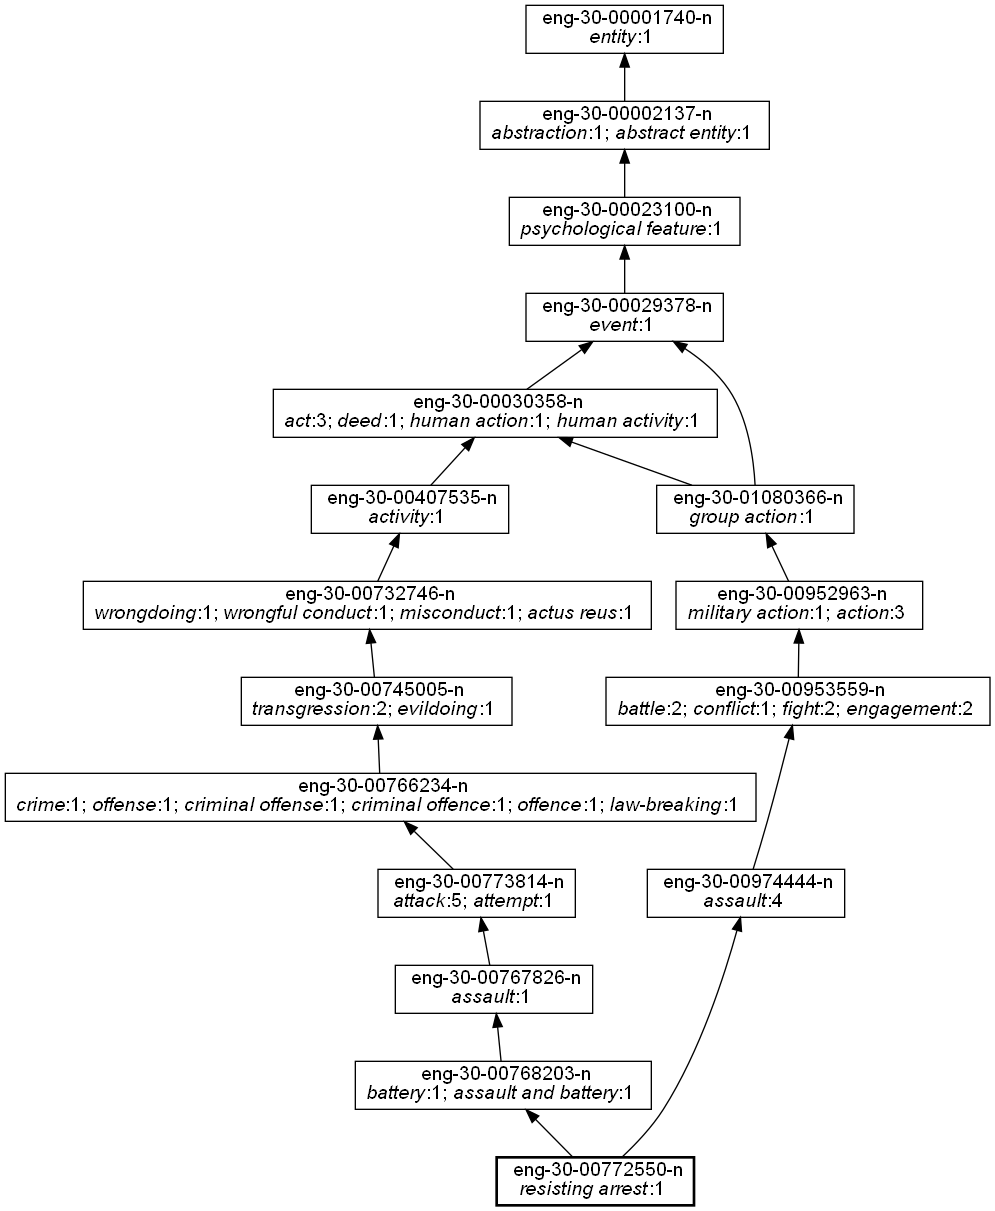 eng-30-00001740-n
entity:1
eng-30-00002137-n
abstraction:1; abstract entity:1
eng-30-00023100-n
psychological feature:1
eng-30-00029378-n
event:1
eng-30-00030358-n
act:3; deed:1; human action:1; human activity:1
eng-30-00407535-n
activity:1
eng-30-01080366-n
group action:1
eng-30-00732746-n
wrongdoing:1; wrongful conduct:1; misconduct:1; actus reus:1
eng-30-00952963-n
military action:1; action:3
eng-30-00745005-n
transgression:2; evildoing:1
eng-30-00953559-n
battle:2; conflict:1; fight:2; engagement:2
eng-30-00766234-n
crime:1; offense:1; criminal offense:1; criminal offence:1; offence:1; law-breaking:1
eng-30-00773814-n
attack:5; attempt:1
eng-30-00974444-n
assault:4
eng-30-00767826-n
assault:1
eng-30-00768203-n
battery:1; assault and battery:1
eng-30-00772550-n
resisting arrest:1